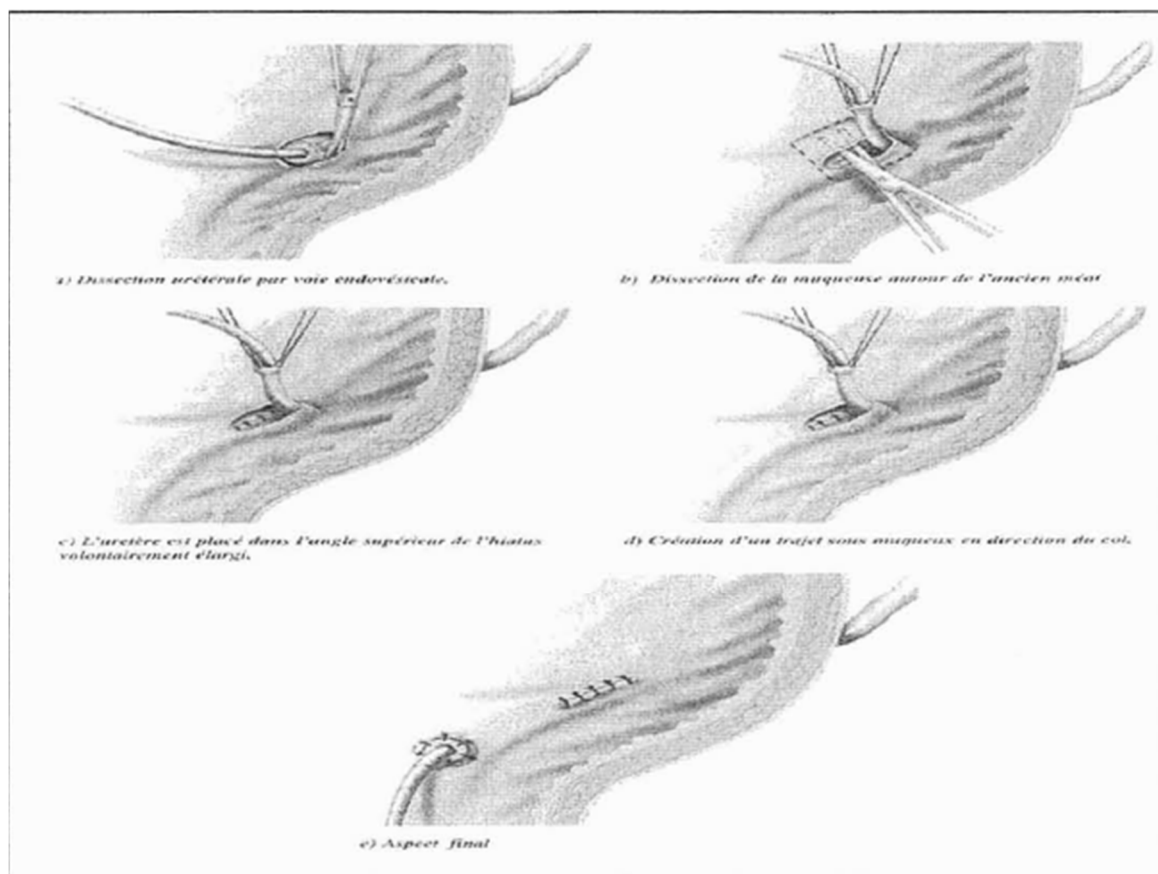 a) Dissection urétérale par voie endovésicale.
b) Dissection de la muqueuse autour de l'ancien méat
c) L'uretère est placé dans l'angle supérieur de l'hiatus
volontairement élargi.
d) Création d'un trajet sous muqueux en direction du col.
e) Aspect final